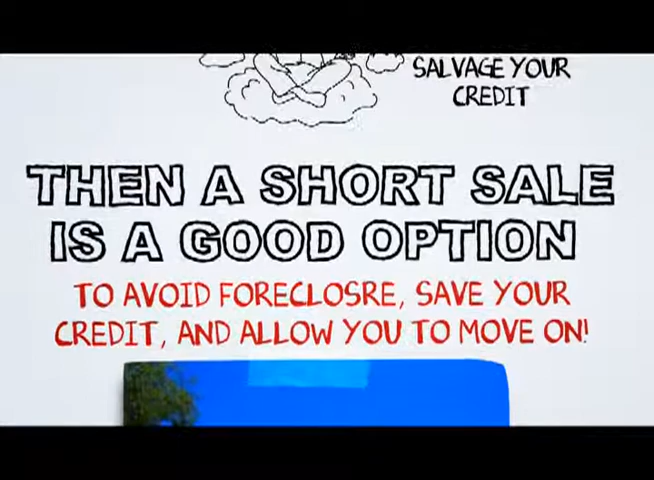 SALVAGE YOUR
CREDIT
THEN A SHORT SALE
IS A GOOD OPTION
TO AVOID FORECLOSRE, SAVE YOUR
CREDIT, AND ALLOW YOU TO MOVE ON!